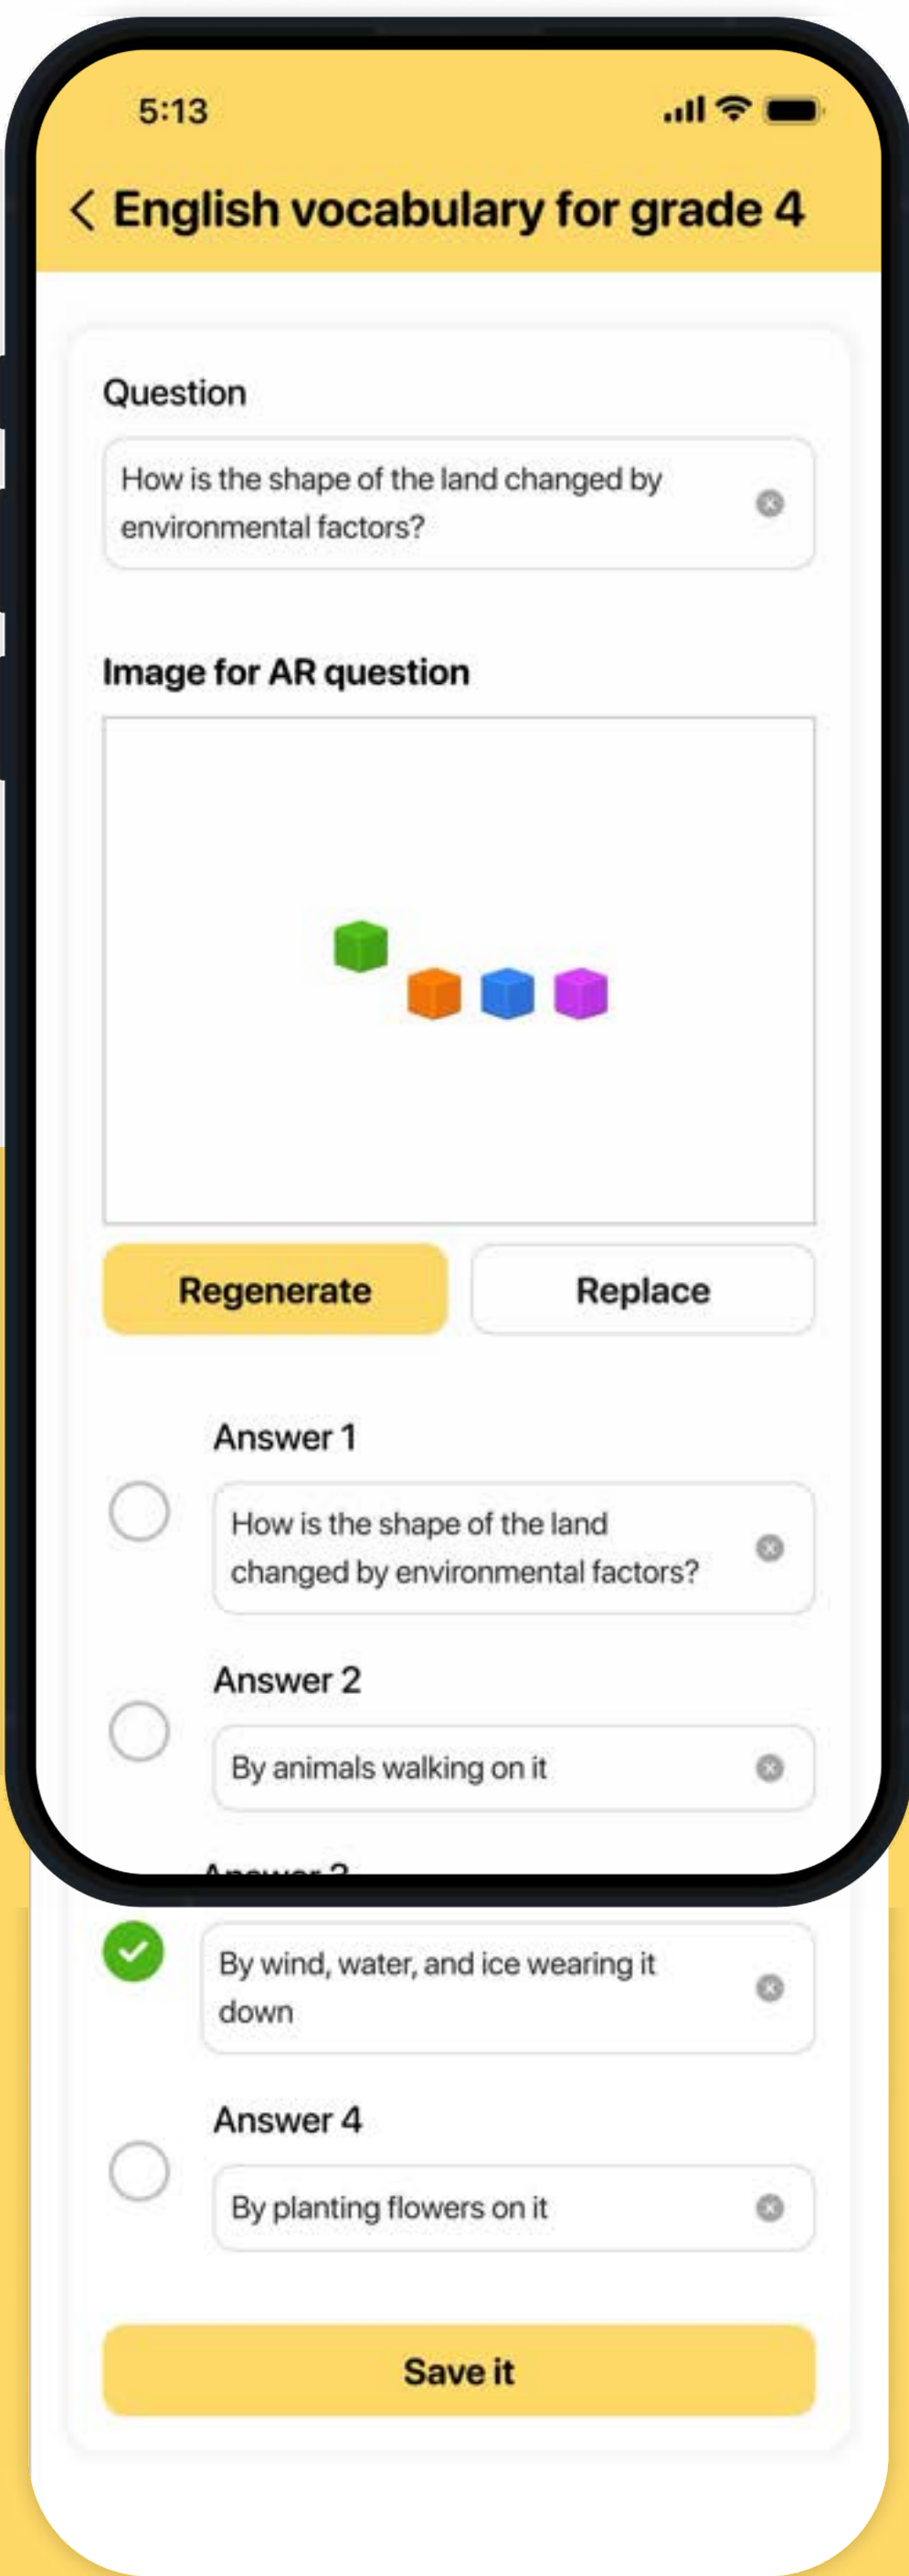 5:13
English vocabulary for grade 4
Question
How is the shape of the land changed by
environmental factors?
Image for AR question
Regenerate
Replace
Answer 1
How is the shape of the land
changed by environmental factors?
Answer 2
By animals walking on it
Answer 3
By wind, water, and ice wearing it
down
Answer 4
By planting flowers on it
Save it